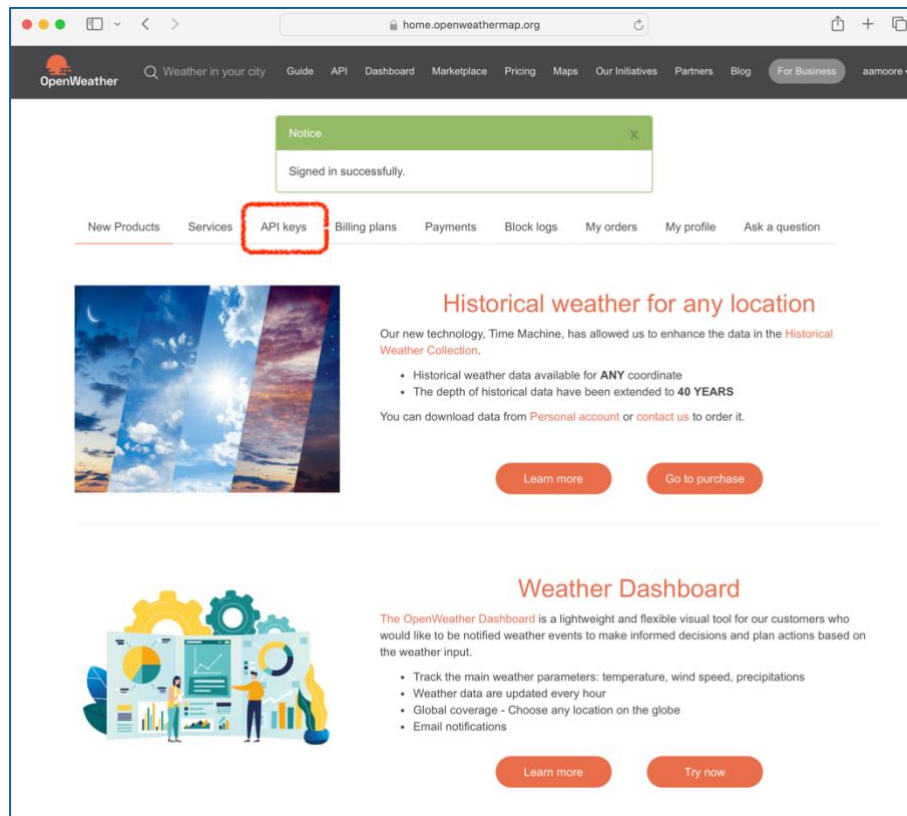 home.openweathermap.org
OpenWeather
Weather in your city
Guide API Dashboard Marketplace Pricing Maps Our Initiatives Partners Blog For Business aamoore
Notice x
Signed in successfully.
New Products Services API keys Billing plans Payments Block logs My orders My profile Ask a question
Historical weather for any location
Our new technology, Time Machine, has allowed us to enhance the data in the Historical
Weather Collection.
• Historical weather data available for ANY coordinate
• The depth of historical data have been extended to 40 YEARS
You can download data from Personal account or contact us to order it.
Learn more Go to purchase
Weather Dashboard
The OpenWeather Dashboard is a lightweight and flexible visual tool for our customers who
would like to be notified weather events to make informed decisions and plan actions based on
the weather input.
• Track the main weather parameters: temperature, wind speed, precipitations
• Weather data are updated every hour
• Global coverage - Choose any location on the globe
• Email notifications
Learn more Try now